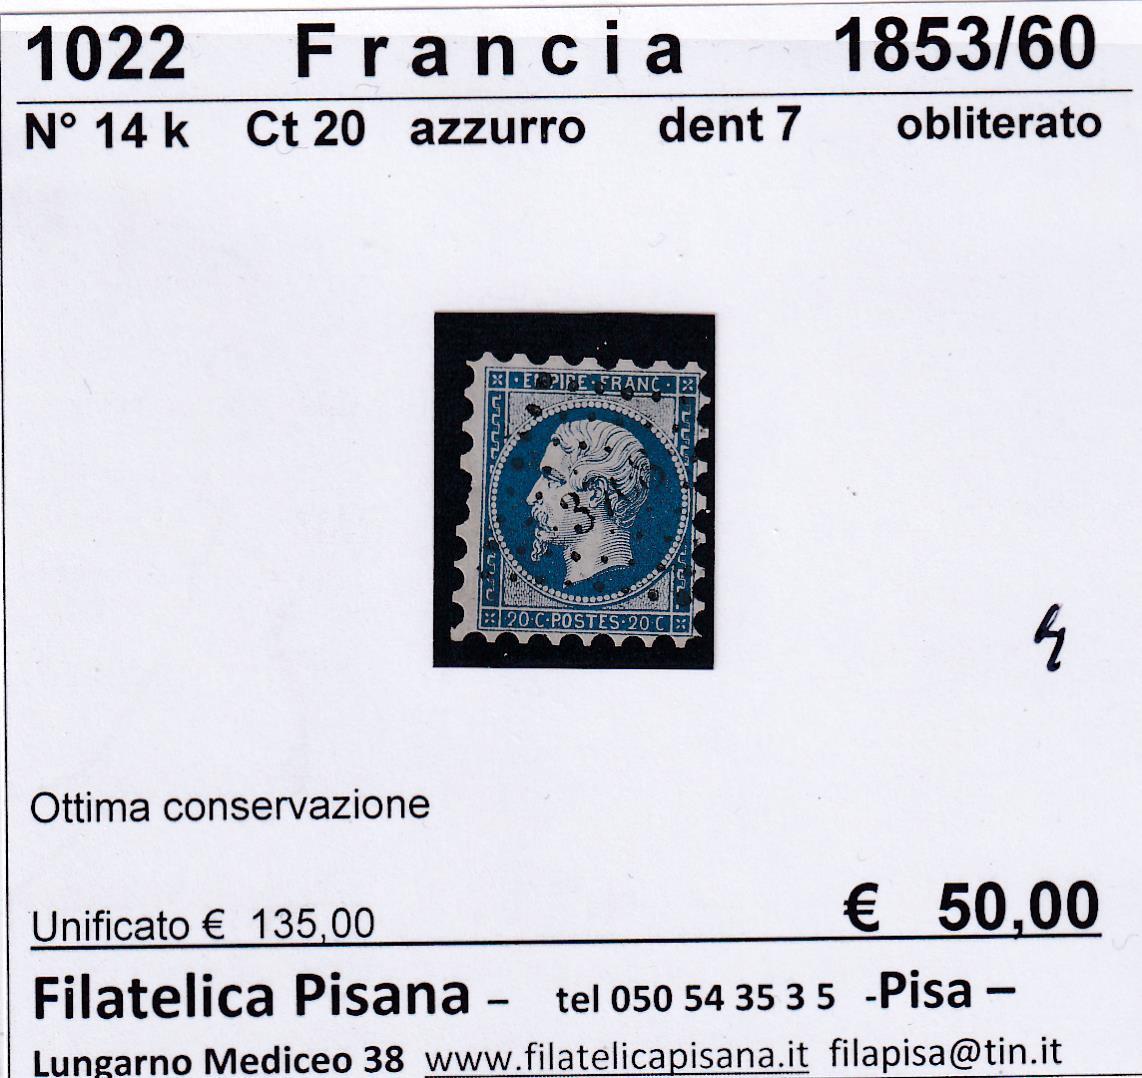 1022 Francia 1853/60
N° 14 k Ct 20 azzurro dent 7 obliterato
· EMPIRE · FRANC ·
20 · C · POSTES · 20 · C
Ottima conservazione
Unificato € 135,00 € 50,00
Filatelica Pisana – tel 050 54 35 3 5 -Pisa –
Lungarno Mediceo 38 www.filatelicapisana.it filapisa@tin.it